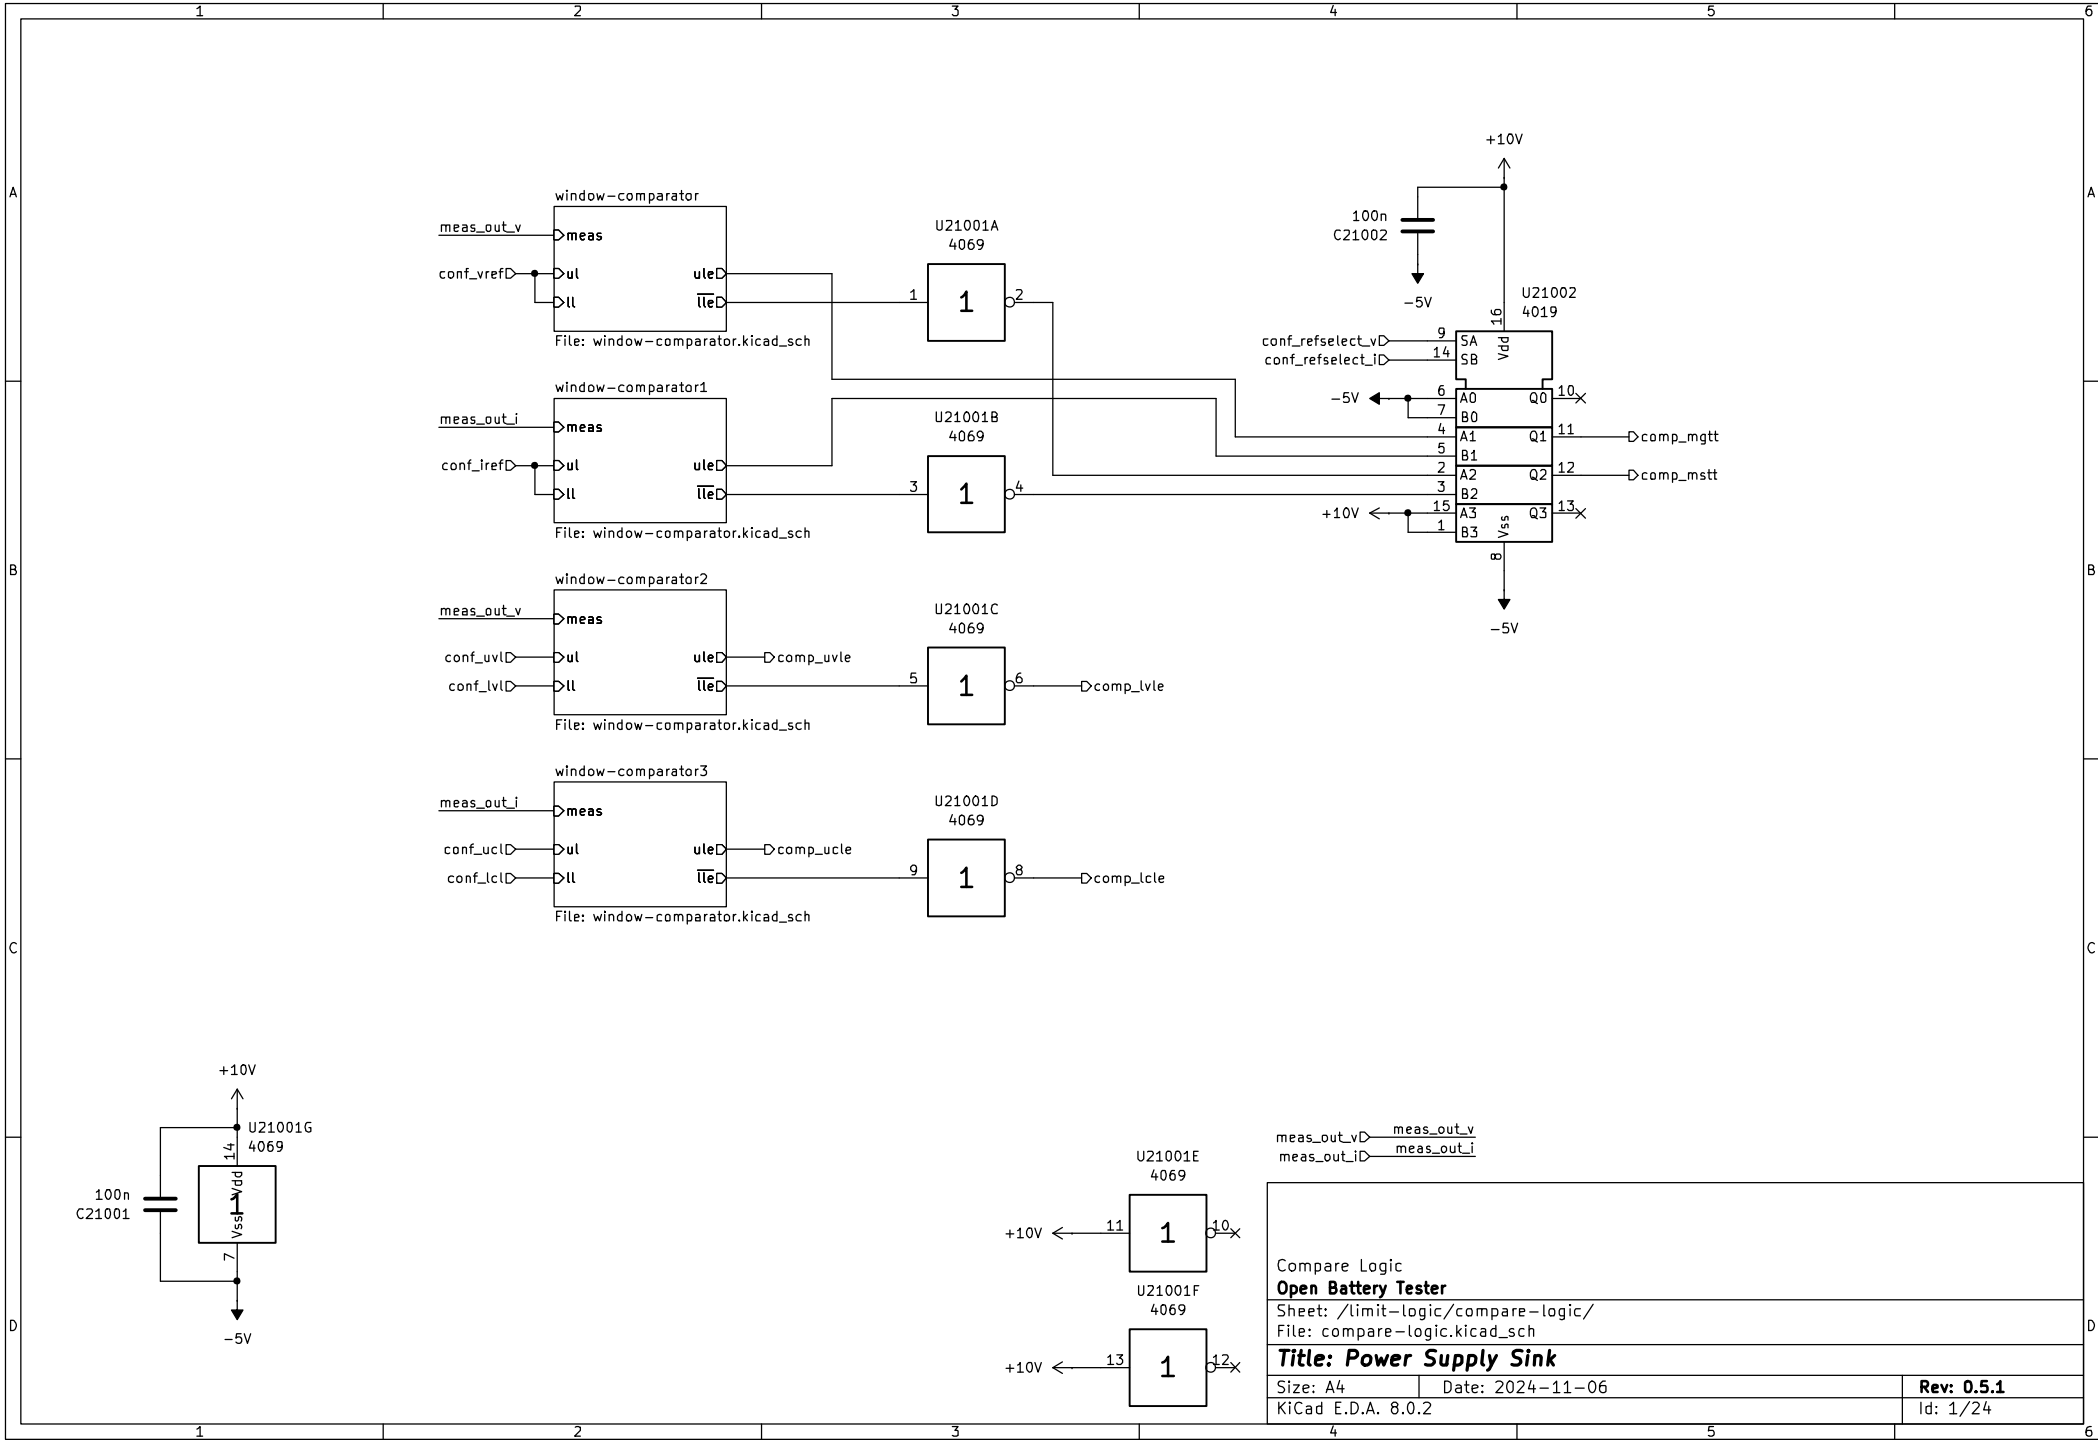 1 2 3 4 5 6
A
B
C
D
window-comparator
meas_out_v
meas
conf_vref
ul
ll
ule
lle
File: window-comparator.kicad_sch
U21001A
4069
1
1
2
window-comparator1
meas_out_i
meas
conf_iref
ul
ll
ule
lle
File: window-comparator.kicad_sch
U21001B
4069
3
1
4
window-comparator2
meas_out_v
meas
conf_uvl
ul
conf_lvl
ll
ule
comp_uvle
lle
File: window-comparator.kicad_sch
U21001C
4069
5
1
6
comp_lvle
window-comparator3
meas_out_i
meas
conf_ucl
ul
conf_lcl
ll
ule
comp_ucle
lle
File: window-comparator.kicad_sch
U21001D
4069
9
1
8
comp_lcle
+10V
100n
C21002
-5V
U21002
4019
16
Vdd
conf_refselect_v
9
SA
conf_refselect_i
14
SB
-5V
6
A0
Q0
10
7
B0
4
A1
Q1
11
comp_mgtt
5
B1
2
A2
Q2
12
comp_mstt
3
B2
+10V
15
A3
Q3
13
1
B3
Vss
8
-5V
+10V
U21001G
4069
14
Vdd
1
Vss
7
100n
C21001
-5V
U21001E
4069
+10V
11
1
10
U21001F
4069
+10V
13
1
12
meas_out_v
meas_out_v
meas_out_i
meas_out_i
Compare Logic
Open Battery Tester
Sheet: /limit-logic/compare-logic/
File: compare-logic.kicad_sch
Title: Power Supply Sink
Size: A4
Date: 2024-11-06
Rev: 0.5.1
KiCad E.D.A. 8.0.2
Id: 1/24
A
B
C
D
1 2 3 4 5 6